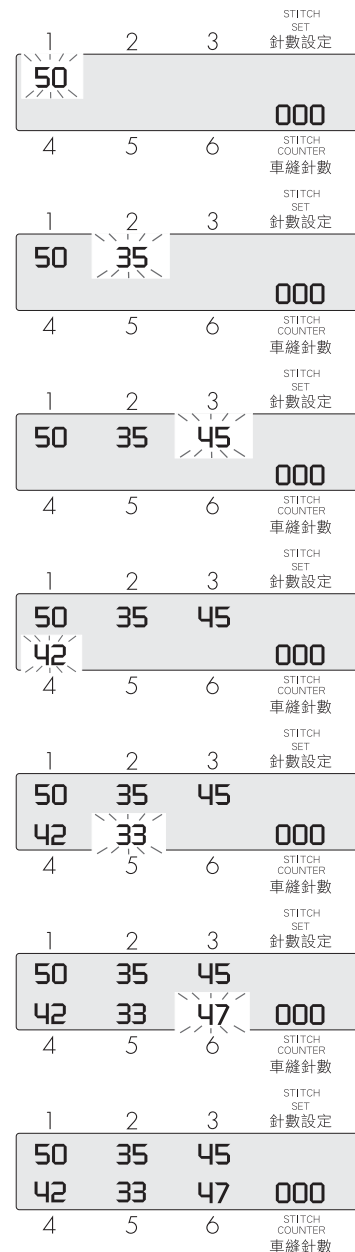 STITCH
SET
1 2 3 針數設定
50
000
4 5 6 STITCH
COUNTER
車縫針數
STITCH
SET
1 2 3 針數設定
50 35
000
4 5 6 STITCH
COUNTER
車縫針數
STITCH
SET
1 2 3 針數設定
50 35 45
000
4 5 6 STITCH
COUNTER
車縫針數
STITCH
SET
1 2 3 針數設定
50 35 45
42 000
4 5 6 STITCH
COUNTER
車縫針數
STITCH
SET
1 2 3 針數設定
50 35 45
42 33 000
4 5 6 STITCH
COUNTER
車縫針數
STITCH
SET
1 2 3 針數設定
50 35 45
42 33 47 000
4 5 6 STITCH
COUNTER
車縫針數
STITCH
SET
1 2 3 針數設定
50 35 45
42 33 47 000
4 5 6 STITCH
COUNTER
車縫針數